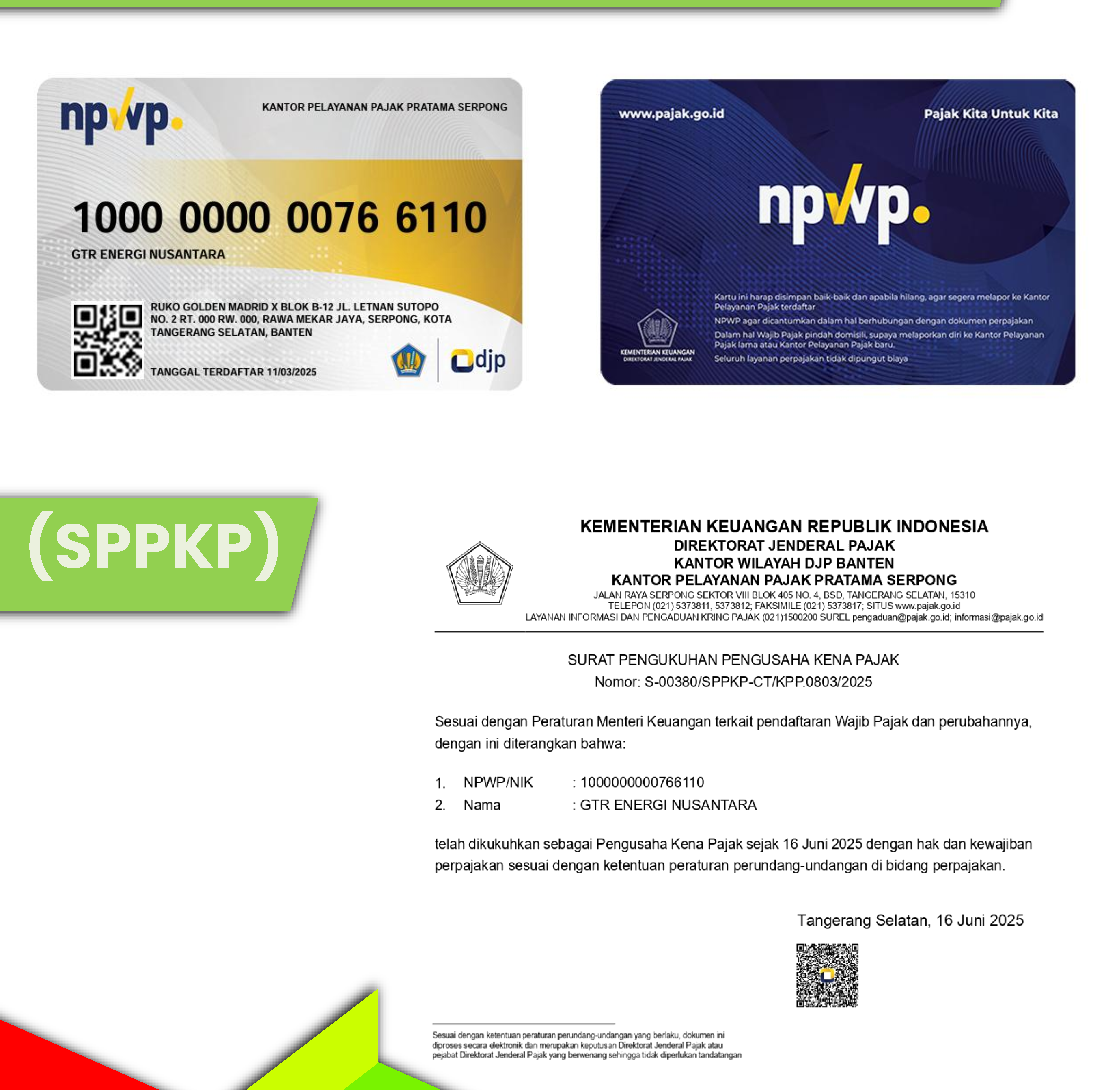 npwp.
KANTOR PELAYANAN PAJAK PRATAMA SERPONG
1000 0000 0076 6110
GTR ENERGI NUSANTARA
RUKO GOLDEN MADRID X BLOK B-12 JL. LETNAN SUTOPO
NO. 2 RT. 000 RW. 000, RAWA MEKAR JAYA, SERPONG, KOTA
TANGERANG SELATAN, BANTEN
TANGGAL TERDAFTAR 11/03/2025
djp
www.pajak.go.id
Pajak Kita Untuk Kita
npwp.
Kartu ini harap disimpan baik-baik dan apabila hilang, agar segera melapor ke Kantor
Pelayanan Pajak terdaftar
NPWP agar dicantumkan dalam hal berhubungan dengan dokumen perpajakan
Dalam hal Wajib Pajak pindah domisili, supaya melaporkan diri ke Kantor Pelayanan
Pajak lama atau Kantor Pelayanan Pajak baru.
Seluruh layanan perpajakan tidak dipungut biaya
KEMENTERIAN KEUANGAN
DIREKTORAT JENDERAL PAJAK
(SPPKP)
KEMENTERIAN KEUANGAN REPUBLIK INDONESIA
DIREKTORAT JENDERAL PAJAK
KANTOR WILAYAH DJP BANTEN
KANTOR PELAYANAN PAJAK PRATAMA SERPONG
JALAN RAYA SERPONG SEKTOR VIII BLOK 405 NO. 4, BSD, TANGERANG SELATAN, 15310
TELEPON (021) 5373811, 5373812; FAKSIMILE (021) 5373817; SITUS www.pajak.go.id
LAYANAN INFORMASI DAN PENGADUAN KRING PAJAK (021)1500200 SUREL pengaduan@pajak.go.id; informasi@pajak.go.id
SURAT PENGUKUHAN PENGUSAHA KENA PAJAK
Nomor: S-00380/SPPKP-CT/KPP.0803/2025
Sesuai dengan Peraturan Menteri Keuangan terkait pendaftaran Wajib Pajak dan perubahannya,
dengan ini diterangkan bahwa:
1. NPWP/NIK : 1000000000766110
2. Nama : GTR ENERGI NUSANTARA
telah dikukuhkan sebagai Pengusaha Kena Pajak sejak 16 Juni 2025 dengan hak dan kewajiban
perpajakan sesuai dengan ketentuan peraturan perundang-undangan di bidang perpajakan.
Tangerang Selatan, 16 Juni 2025
Sesuai dengan ketentuan peraturan perundang-undangan yang berlaku, dokumen ini
diproses secara elektronik dan merupakan keputusan Direktorat Jenderal Pajak atau
pejabat Direktorat Jenderal Pajak yang berwenang sehingga tidak diperlukan tandatangan